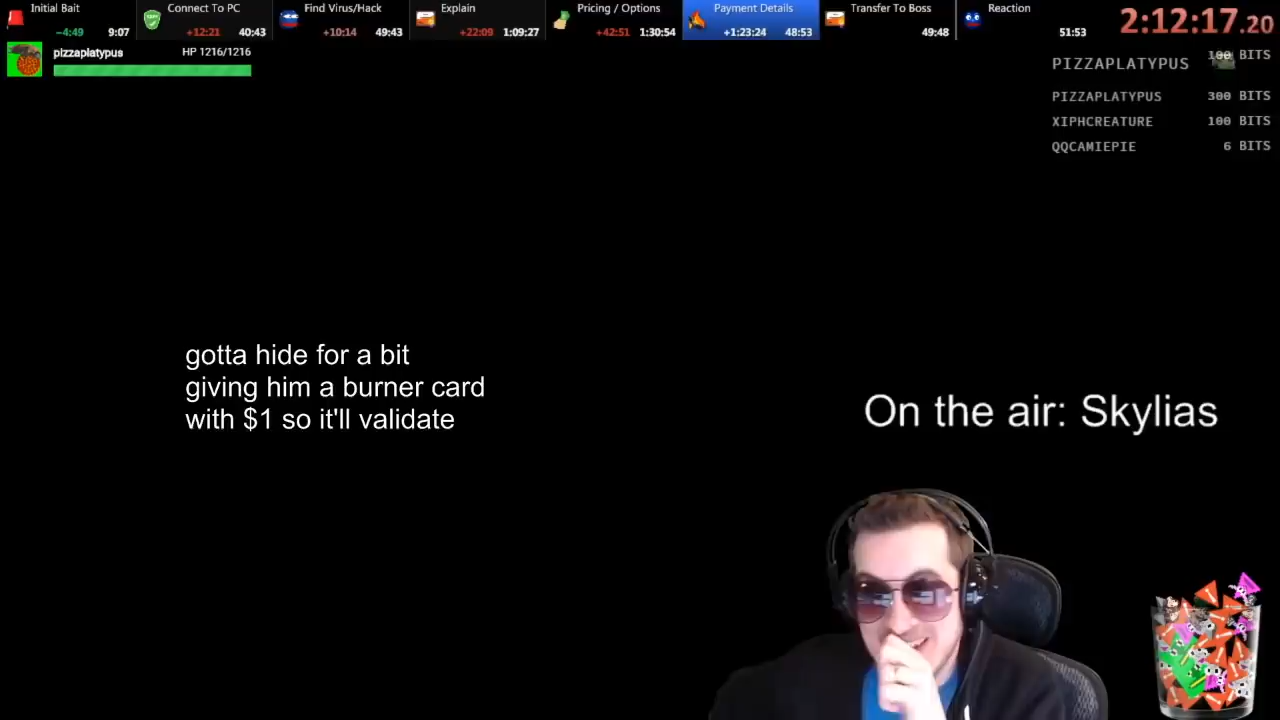 Initial Bait
-4:49 9:07
Connect To PC
+12:21 40:43
Find Virus/Hack
+10:14 49:43
Explain
+22:09 1:09:27
Pricing / Options
+42:51 1:30:54
Payment Details
+1:23:24 48:53
Transfer To Boss
49:48
Reaction
51:53
2:12:17.20
pizzaplatypus HP 1216/1216
PIZZAPLATYPUS 100 BITS
PIZZAPLATYPUS 300 BITS
XIPHCREATURE 100 BITS
QQCAMIEPIE 6 BITS
gotta hide for a bit
giving him a burner card
with $1 so it'll validate
On the air: Skylias